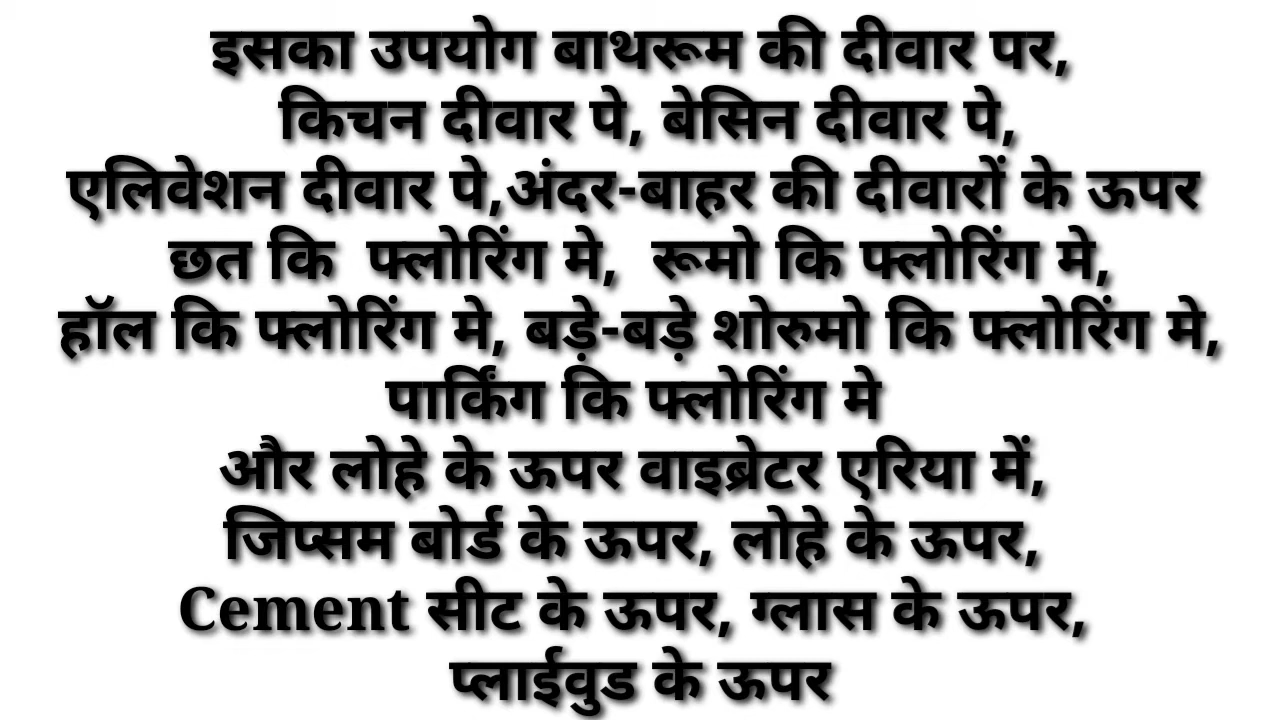 इसका उपयोग बाथरूम की दीवार पर,
किचन दीवार पे, बेसिन दीवार पे,
एलिवेशन दीवार पे,अंदर-बाहर की दीवारों के ऊपर
छत कि फ्लोरिंग मे, रूमो कि फ्लोरिंग मे,
हॉल कि फ्लोरिंग मे, बड़े-बड़े शोरुमो कि फ्लोरिंग मे,
पार्किंग कि फ्लोरिंग मे
और लोहे के ऊपर वाइब्रेटर एरिया में,
जिप्सम बोर्ड के ऊपर, लोहे के ऊपर,
Cement सीट के ऊपर, ग्लास के ऊपर,
प्लाईवुड के ऊपर